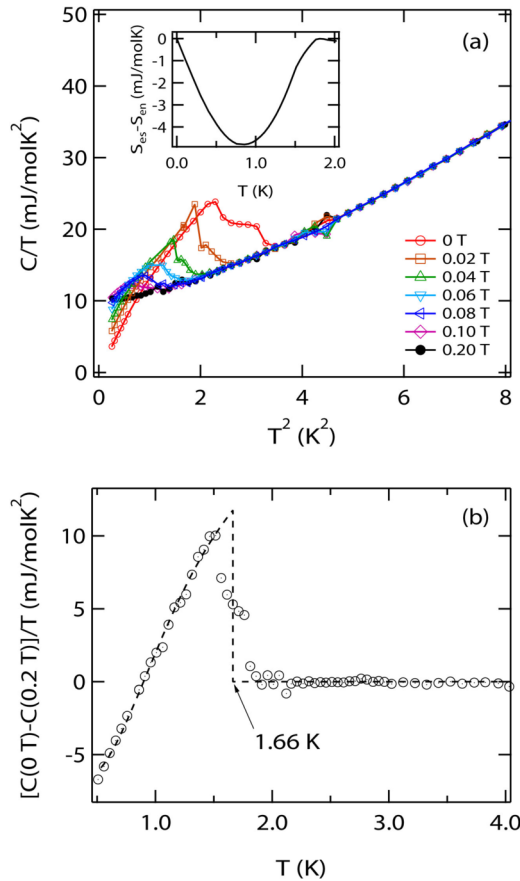 (a)
50
40
30
20
10
0
C/T (mJ/molK²)
0
-1
-2
-3
-4
S_es-S_en (mJ/molK)
0.0
1.0
2.0
T (K)
0 T
0.02 T
0.04 T
0.06 T
0.08 T
0.10 T
0.20 T
0 2 4 6 8
T² (K²)
(b)
10
5
0
-5
[C(0 T)-C(0.2 T)]/T (mJ/molK²)
1.66 K
1.0 2.0 3.0 4.0
T (K)